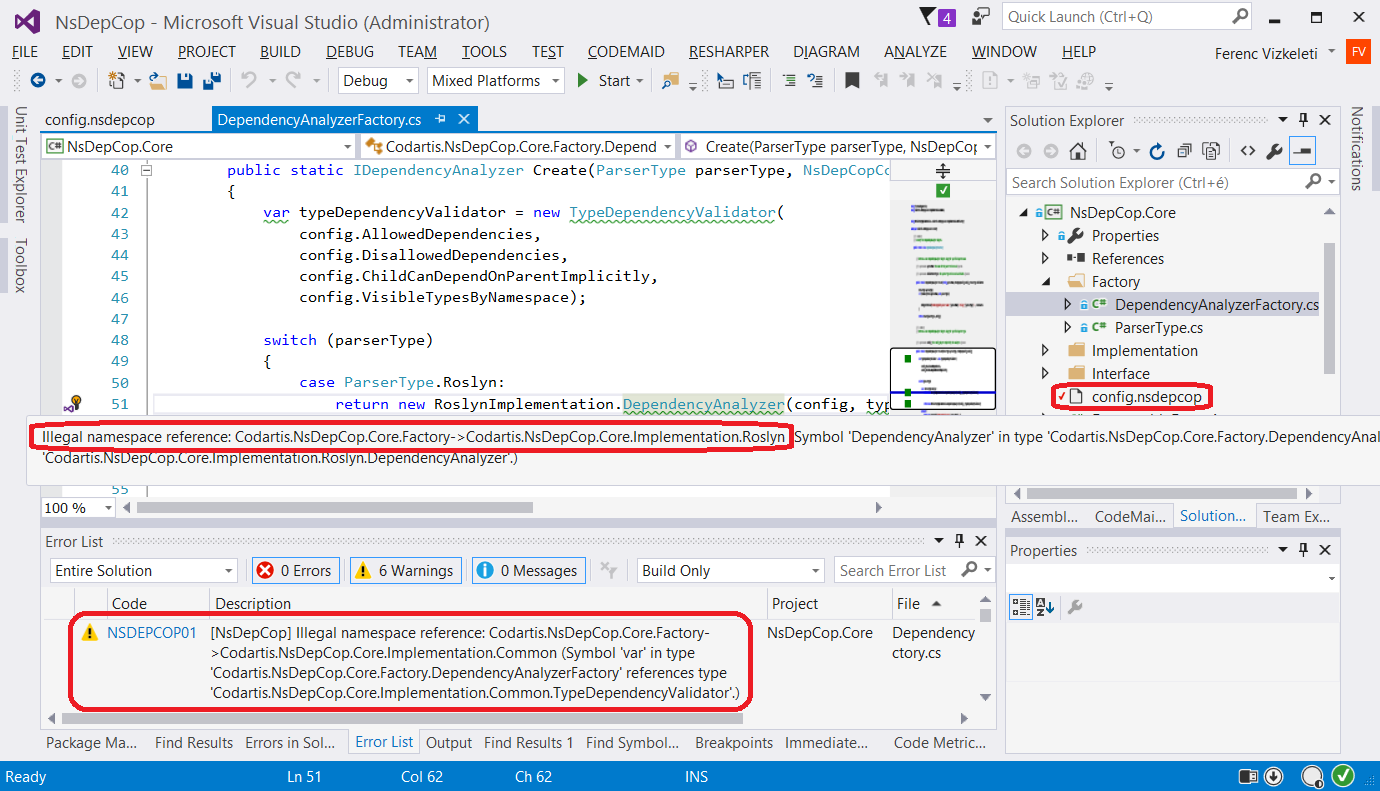 NsDepCop - Microsoft Visual Studio (Administrator)
4
Quick Launch (Ctrl+Q)
FILE EDIT VIEW PROJECT BUILD DEBUG TEAM TOOLS TEST CODEMAID RESHARPER DIAGRAM ANALYZE WINDOW HELP
Ferenc Vizkeleti FV
Debug Mixed Platforms Start
Unit Test Explorer
Toolbox
config.nsdepcop DependencyAnalyzerFactory.cs
C# NsDepCop.Core Codartis.NsDepCop.Core.Factory.Depend Create(ParserType parserType, NsDepCop
40 public static IDependencyAnalyzer Create(ParserType parserType, NsDepCopCo
41 {
42 var typeDependencyValidator = new TypeDependencyValidator(
43 config.AllowedDependencies,
44 config.DisallowedDependencies,
45 config.ChildCanDependOnParentImplicitly,
46 config.VisibleTypesByNamespace);
47
48 switch (parserType)
49 {
50 case ParserType.Roslyn:
51 return new RoslynImplementation.DependencyAnalyzer(config, typ
Illegal namespace reference: Codartis.NsDepCop.Core.Factory->Codartis.NsDepCop.Core.Implementation.Roslyn (Symbol 'DependencyAnalyzer' in type 'Codartis.NsDepCop.Core.Factory.DependencyAnal
'Codartis.NsDepCop.Core.Implementation.Roslyn.DependencyAnalyzer'.)
55
100 %
Solution Explorer
Search Solution Explorer (Ctrl+é)
C# NsDepCop.Core
Properties
References
Factory
C# DependencyAnalyzerFactory.cs
C# ParserType.cs
Implementation
Interface
config.nsdepcop
Assembl... CodeMai... Solution... Team Ex...
Notifications
Properties
Error List
Entire Solution 0 Errors 6 Warnings 0 Messages Build Only Search Error List
Code Description Project File
NSDEPCOP01 [NsDepCop] Illegal namespace reference: Codartis.NsDepCop.Core.Factory- NsDepCop.Core Dependency
>Codartis.NsDepCop.Core.Implementation.Common (Symbol 'var' in type ctory.cs
'Codartis.NsDepCop.Core.Factory.DependencyAnalyzerFactory' references type
'Codartis.NsDepCop.Core.Implementation.Common.TypeDependencyValidator'.)
Package Ma... Find Results Errors in Sol... Error List Output Find Results 1 Find Symbol... Breakpoints Immediate... Code Metric...
Ready Ln 51 Col 62 Ch 62 INS